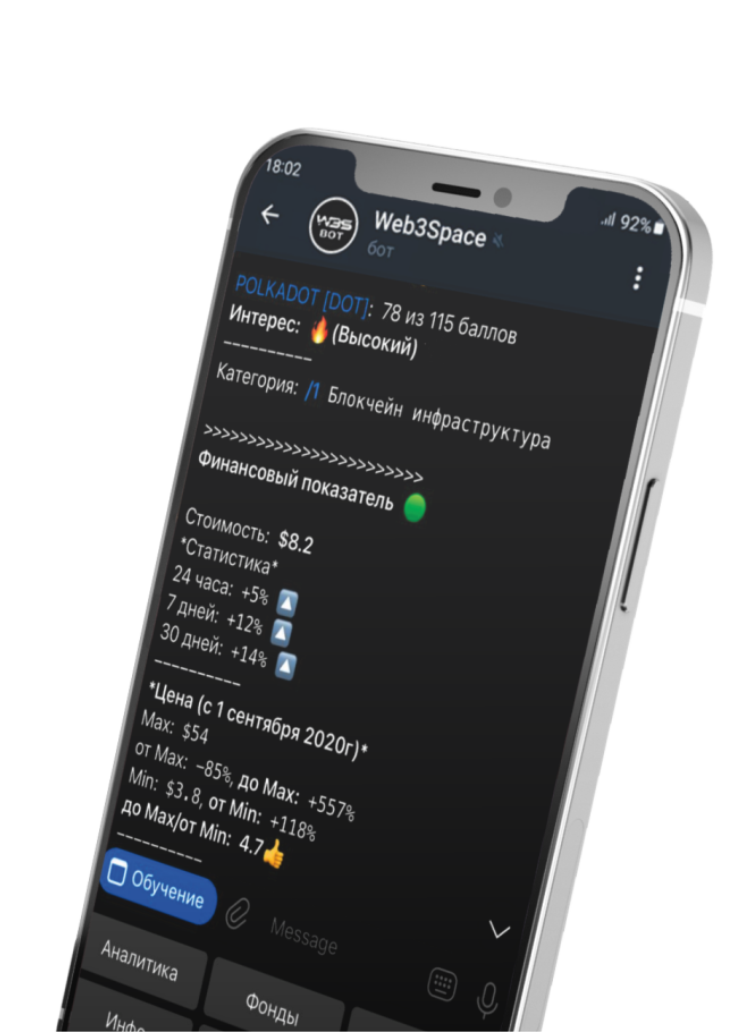 18:02
92%
W3S
BOT
Web3Space
бот
POLKADOT [DOT]: 78 из 115 баллов
Интерес: 🔥 (Высокий)
----------
Категория: /1 Блокчейн инфраструктура
>>>>>>>>>>>>>>>>>>>>>>>>
Финансовый показатель 🟢
Стоимость: $8.2
*Статистика*
24 часа: +5% 🔼
7 дней: +12% 🔼
30 дней: +14% 🔼
----------
*Цена (с 1 сентября 2020г)*
Max: $54
от Max: -85%, до Max: +557%
Min: $3.8, от Min: +118%
до Max/от Min: 4.7👍
----------
Обучение
Message
Аналитика
Фонды